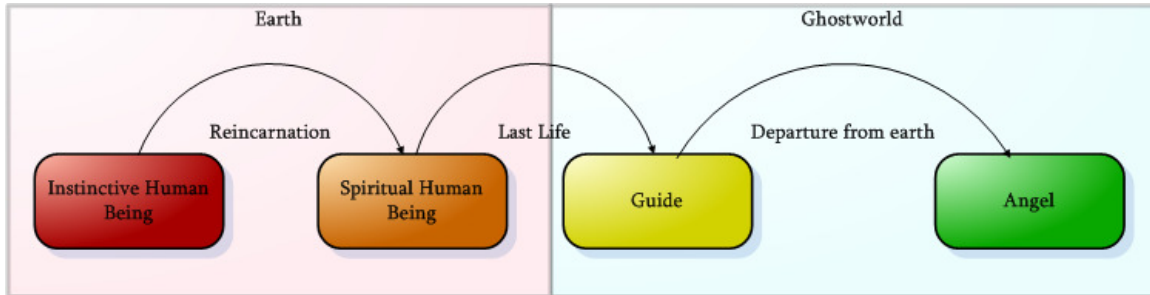 Earth
Ghostworld
Reincarnation
Last Life
Departure from earth
Instinctive Human
Being
Spiritual Human
Being
Guide
Angel